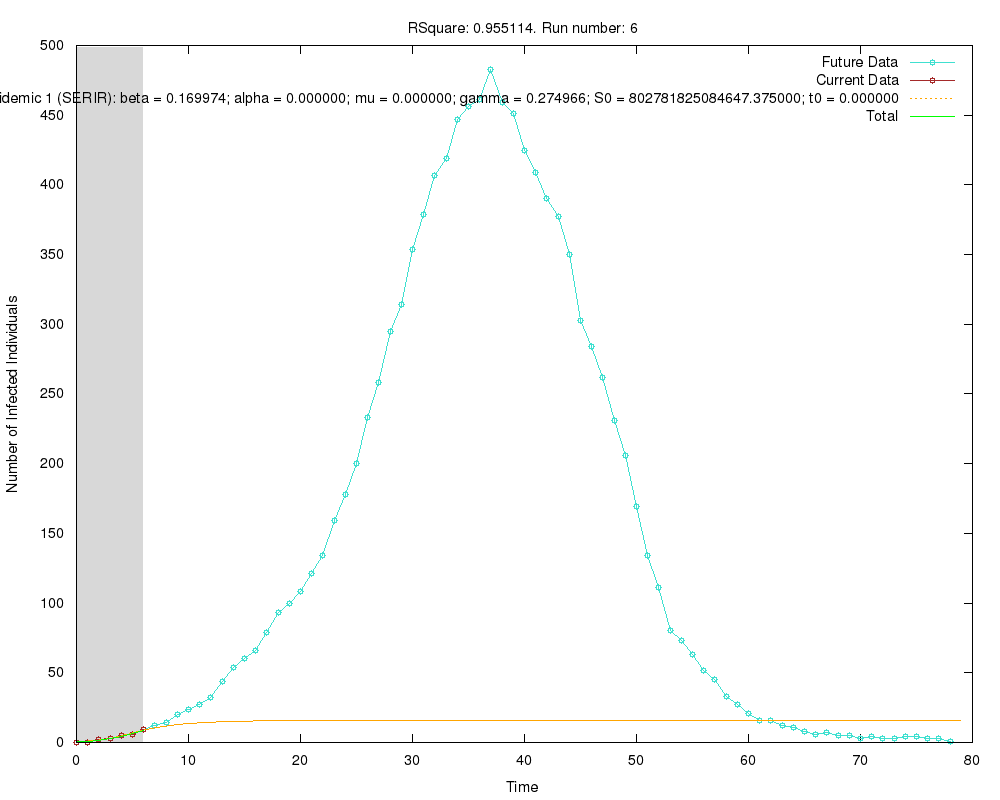 RSquare: 0.955114. Run number: 6
500
450
400
350
300
250
200
150
100
50
0
Number of Infected Individuals
Future Data
Current Data
idemic 1 (SERIR): beta = 0.169974; alpha = 0.000000; mu = 0.000000; gamma = 0.274966; S0 = 802781825084647.375000; t0 = 0.000000
Total
0 10 20 30 40 50 60 70 80
Time